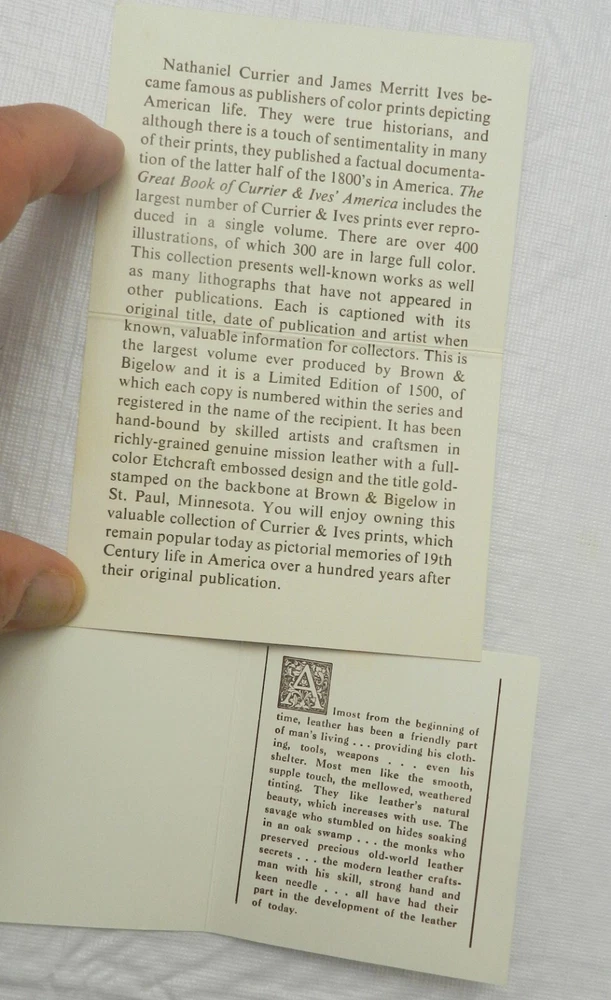 Nathaniel Currier and James Merritt Ives be-
came famous as publishers of color prints depicting
American life. They were true historians, and
although there is a touch of sentimentality in many
of their prints, they published a factual documenta-
tion of the latter half of the 1800's in America. The
Great Book of Currier & Ives' America includes the
largest number of Currier & Ives prints ever repro-
duced in a single volume. There are over 400
illustrations, of which 300 are in large full color.
This collection presents well-known works as well
as many lithographs that have not appeared in
other publications. Each is captioned with its
original title, date of publication and artist when
known, valuable information for collectors. This is
the largest volume ever produced by Brown &
Bigelow and it is a Limited Edition of 1500, of
which each copy is numbered within the series and
registered in the name of the recipient. It has been
hand-bound by skilled artists and craftsmen in
richly-grained genuine mission leather with a full-
color Etchcraft embossed design and the title gold-
stamped on the backbone at Brown & Bigelow in
St. Paul, Minnesota. You will enjoy owning this
valuable collection of Currier & Ives prints, which
remain popular today as pictorial memories of 19th
Century life in America over a hundred years after
their original publication.
Almost from the beginning of
time, leather has been a friendly part
of man's living . . . providing his cloth-
ing, tools, weapons . . . even his
shelter. Most men like the smooth,
supple touch, the mellowed, weathered
tinting. They like leather's natural
beauty, which increases with use. The
savage who stumbled on hides soaking
in an oak swamp . . . the monks who
preserved precious old-world leather
secrets . . . the modern leather crafts-
man with his skill, strong hand and
keen needle . . . all have had their
part in the development of the leather
of today.